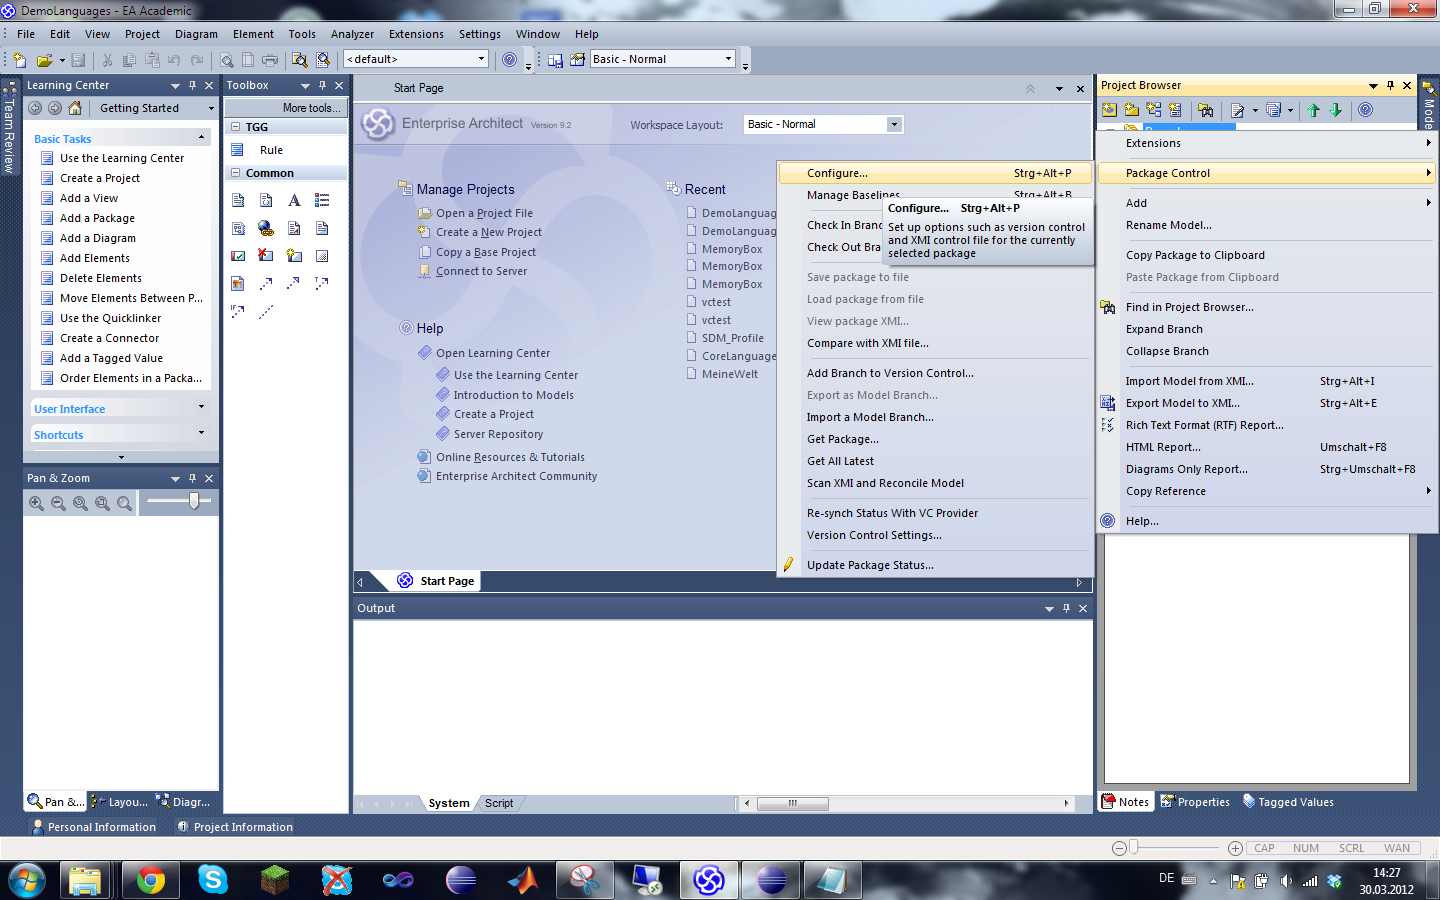 DemoLanguages - EA Academic
File Edit View Project Diagram Element Tools Analyzer Extensions Settings Window Help
<default>
Basic - Normal
Team Review
Learning Center
Getting Started
Basic Tasks
Use the Learning Center
Create a Project
Add a View
Add a Package
Add a Diagram
Add Elements
Delete Elements
Move Elements Between P...
Use the Quicklinker
Create a Connector
Add a Tagged Value
Order Elements in a Packa...
User Interface
Shortcuts
Pan & Zoom
Pan &...
Layou...
Diagr...
Toolbox
More tools...
TGG
Rule
Common
Start Page
Enterprise Architect Version 9.2
Workspace Layout:
Basic - Normal
Manage Projects
Open a Project File
Create a New Project
Copy a Base Project
Connect to Server
Help
Open Learning Center
Use the Learning Center
Introduction to Models
Create a Project
Server Repository
Online Resources & Tutorials
Enterprise Architect Community
Recent
DemoLanguag
DemoLanguag
MemoryBox
MemoryBox
MemoryBox
vctest
vctest
SDM_Profile
CoreLanguage
MeineWelt
Start Page
Output
System
Script
Configure... Strg+Alt+P
Manage Baselines Strg+Alt+B
Check In Branc
Check Out Bra
Save package to file
Load package from file
View package XMI...
Compare with XMI file...
Add Branch to Version Control...
Export as Model Branch...
Import a Model Branch...
Get Package...
Get All Latest
Scan XMI and Reconcile Model
Re-synch Status With VC Provider
Version Control Settings...
Update Package Status...
Configure... Strg+Alt+P
Set up options such as version control
and XMI control file for the currently
selected package
Project Browser
Mode
Extensions
Package Control
Add
Rename Model...
Copy Package to Clipboard
Paste Package from Clipboard
Find in Project Browser...
Expand Branch
Collapse Branch
Import Model from XMI... Strg+Alt+I
Export Model to XMI... Strg+Alt+E
Rich Text Format (RTF) Report...
HTML Report... Umschalt+F8
Diagrams Only Report... Strg+Umschalt+F8
Copy Reference
Help...
Notes
Properties
Tagged Values
Personal Information
Project Information
CAP NUM SCRL WAN
DE
14:27
30.03.2012